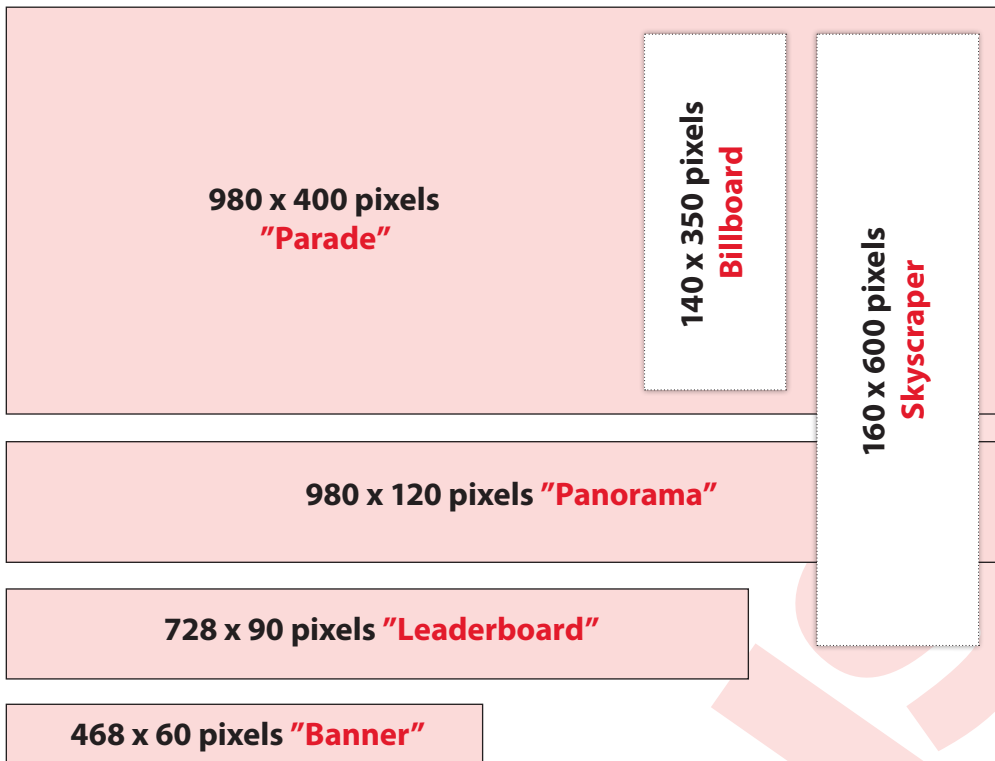 980 x 400 pixels
”Parade”
140 x 350 pixels
Billboard
160 x 600 pixels
Skyscraper
980 x 120 pixels ”Panorama”
728 x 90 pixels ”Leaderboard”
468 x 60 pixels ”Banner”